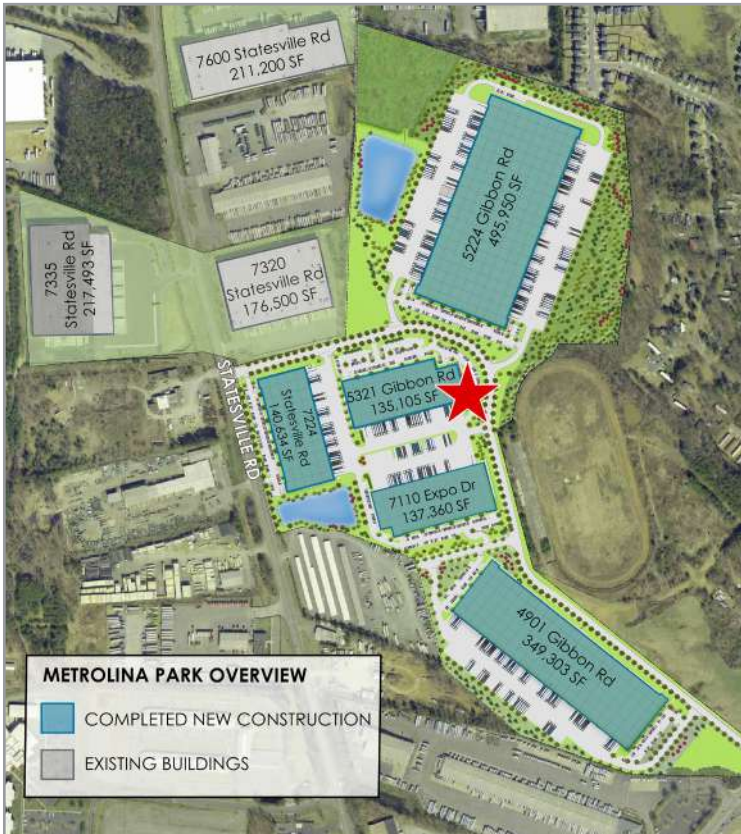 7600 Statesville Rd
211,200 SF
5224 Gibbon Rd
495,950 SF
7335
Statesville Rd
217,493 SF
7320
Statesville Rd
176,500 SF
STATESVILLE RD
7224
Statesville Rd
140,634 SF
5321 Gibbon Rd
135,105 SF
7110 Expo Dr
137,360 SF
4901 Gibbon Rd
349,303 SF
METROLINA PARK OVERVIEW
COMPLETED NEW CONSTRUCTION
EXISTING BUILDINGS